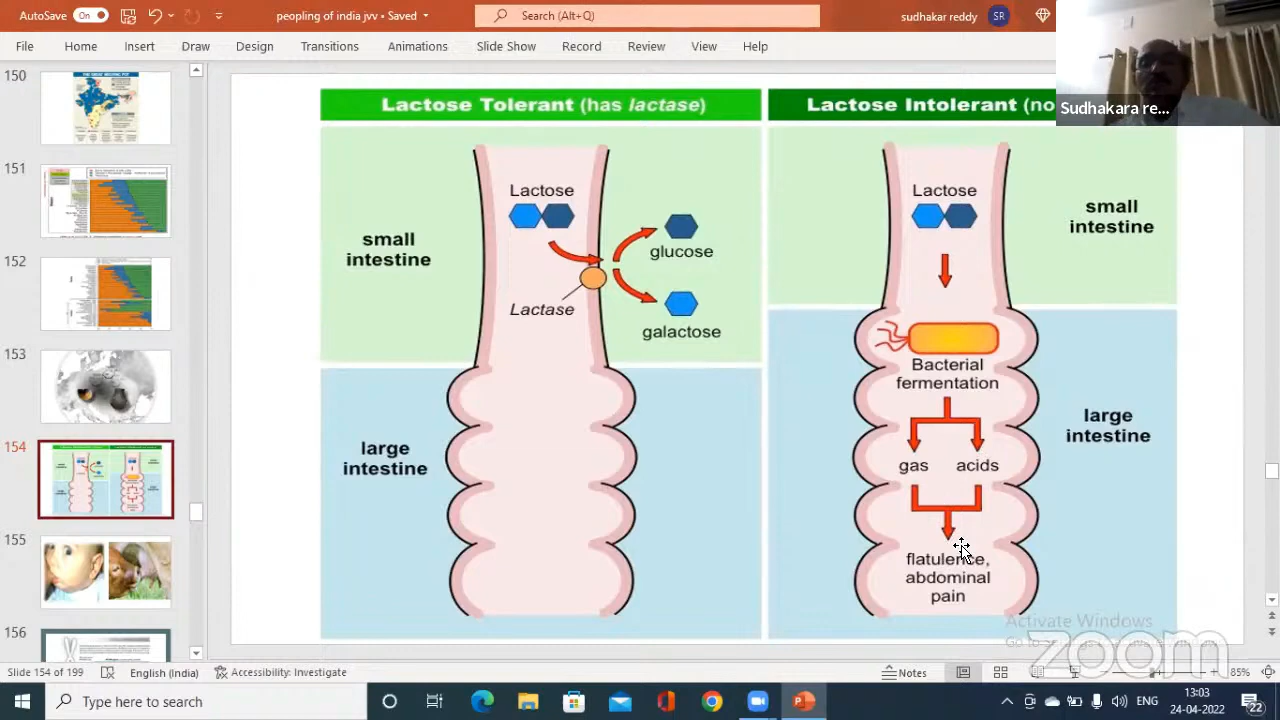 AutoSave
On
peopling of india jvv • Saved
Search (Alt+Q)
sudhakar reddy
SR
File
Home
Insert
Draw
Design
Transitions
Animations
Slide Show
Record
Review
View
Help
Sudhakara re...
150
151
152
153
154
155
156
Lactose Tolerant (has lactase)
Lactose
small
intestine
glucose
Lactase
galactose
large
intestine
Lactose Intolerant (no
Lactose
small
intestine
Bacterial
fermentation
large
intestine
gas acids
flatulence,
abdominal
pain
Activate Windows
zoom
Slide 154 of 199
English (India)
Accessibility: Investigate
Notes
85%
Type here to search
ENG
13:03
24-04-2022
22